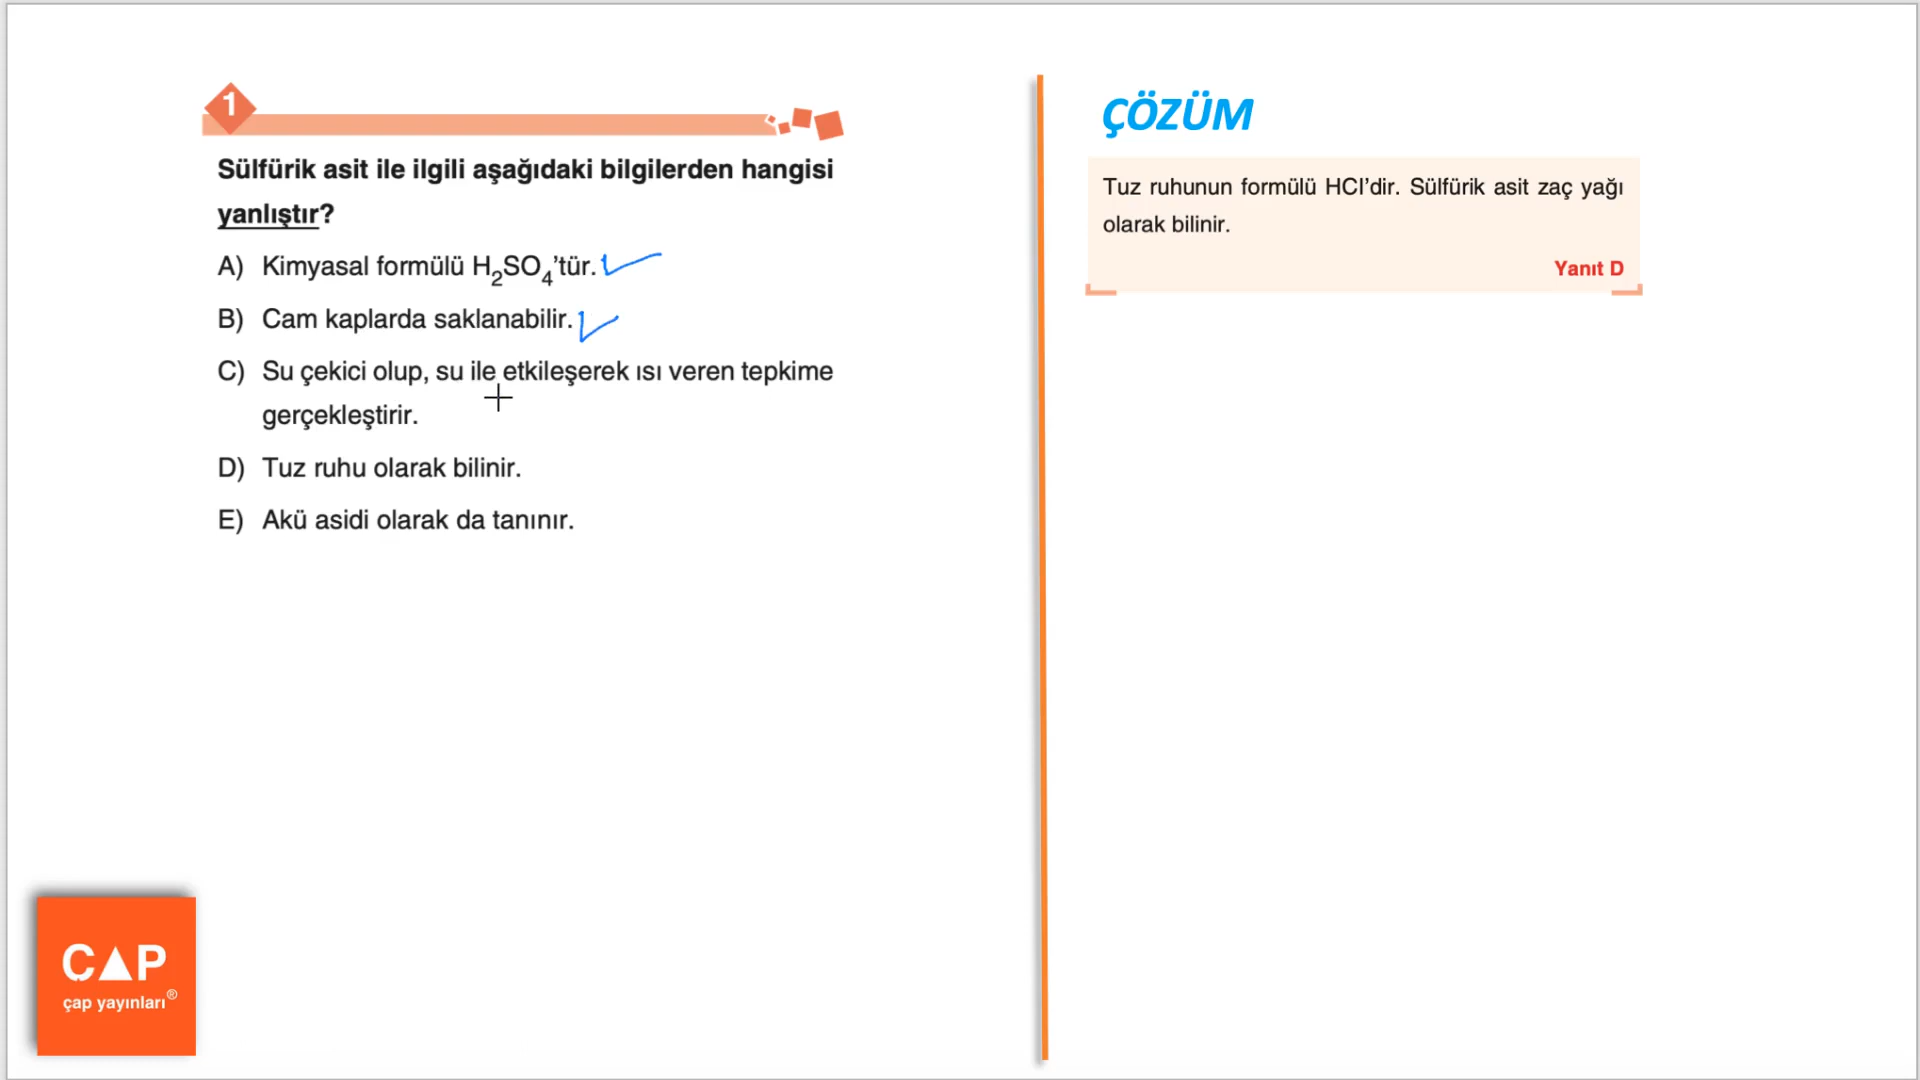 1
Sülfürik asit ile ilgili aşağıdaki bilgilerden hangisi
yanlıştır?
A) Kimyasal formülü H₂SO₄'tür.
B) Cam kaplarda saklanabilir.
C) Su çekici olup, su ile etkileşerek ısı veren tepkime
gerçekleştirir.
D) Tuz ruhu olarak bilinir.
E) Akü asidi olarak da tanınır.
ÇÖZÜM
Tuz ruhunun formülü HCl'dir. Sülfürik asit zaç yağı
olarak bilinir.
Yanıt D
ÇAP
çap yayınları®